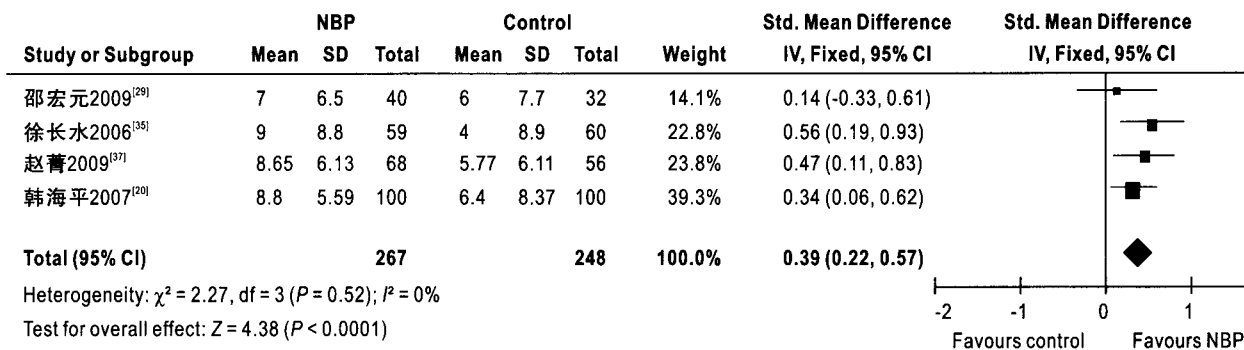 NBP Control Std. Mean Difference Std. Mean Difference
Study or Subgroup Mean SD Total Mean SD Total Weight IV, Fixed, 95% CI IV, Fixed, 95% CI
邵宏元2009[29] 7 6.5 40 6 7.7 32 14.1% 0.14 (-0.33, 0.61)
徐长水2006[35] 9 8.8 59 4 8.9 60 22.8% 0.56 (0.19, 0.93)
赵菁2009[37] 8.65 6.13 68 5.77 6.11 56 23.8% 0.47 (0.11, 0.83)
韩海平2007[20] 8.8 5.59 100 6.4 8.37 100 39.3% 0.34 (0.06, 0.62)
Total (95% CI) 267 248 100.0% 0.39 (0.22, 0.57)
Heterogeneity: χ² = 2.27, df = 3 (P = 0.52); I² = 0%
Test for overall effect: Z = 4.38 (P < 0.0001)
-2 -1 0 1
Favours control Favours NBP